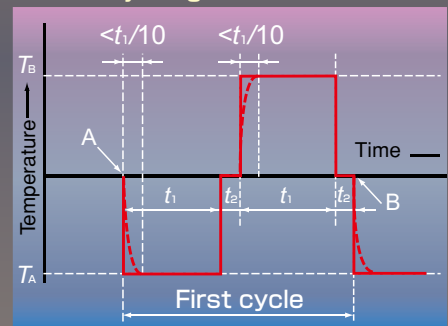 <t₁/10 <t₁/10
T_B
A
Temperature
Time
t₁ t₂ t₁ t₂ B
T_A
First cycle